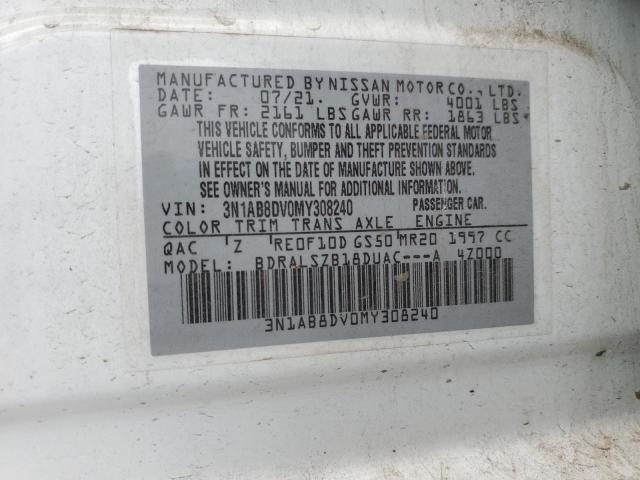 MANUFACTURED BY NISSAN MOTOR CO., LTD.
DATE: 07/21. GVWR: 4001 LBS
GAWR FR: 2161 LBS GAWR RR: 1863 LBS
THIS VEHICLE CONFORMS TO ALL APPLICABLE FEDERAL MOTOR
VEHICLE SAFETY, BUMPER AND THEFT PREVENTION STANDARDS
IN EFFECT ON THE DATE OF MANUFACTURE SHOWN ABOVE.
SEE OWNER'S MANUAL FOR ADDITIONAL INFORMATION.
VIN: 3N1AB8DV0MY308240 PASSENGER CAR.
COLOR TRIM TRANS AXLE ENGINE
QAC Z RE0F10D GS50 MR20 1997 CC
MODEL: BDRALSZB18DUAC---A 4Z000
3N1AB8DV0MY308240